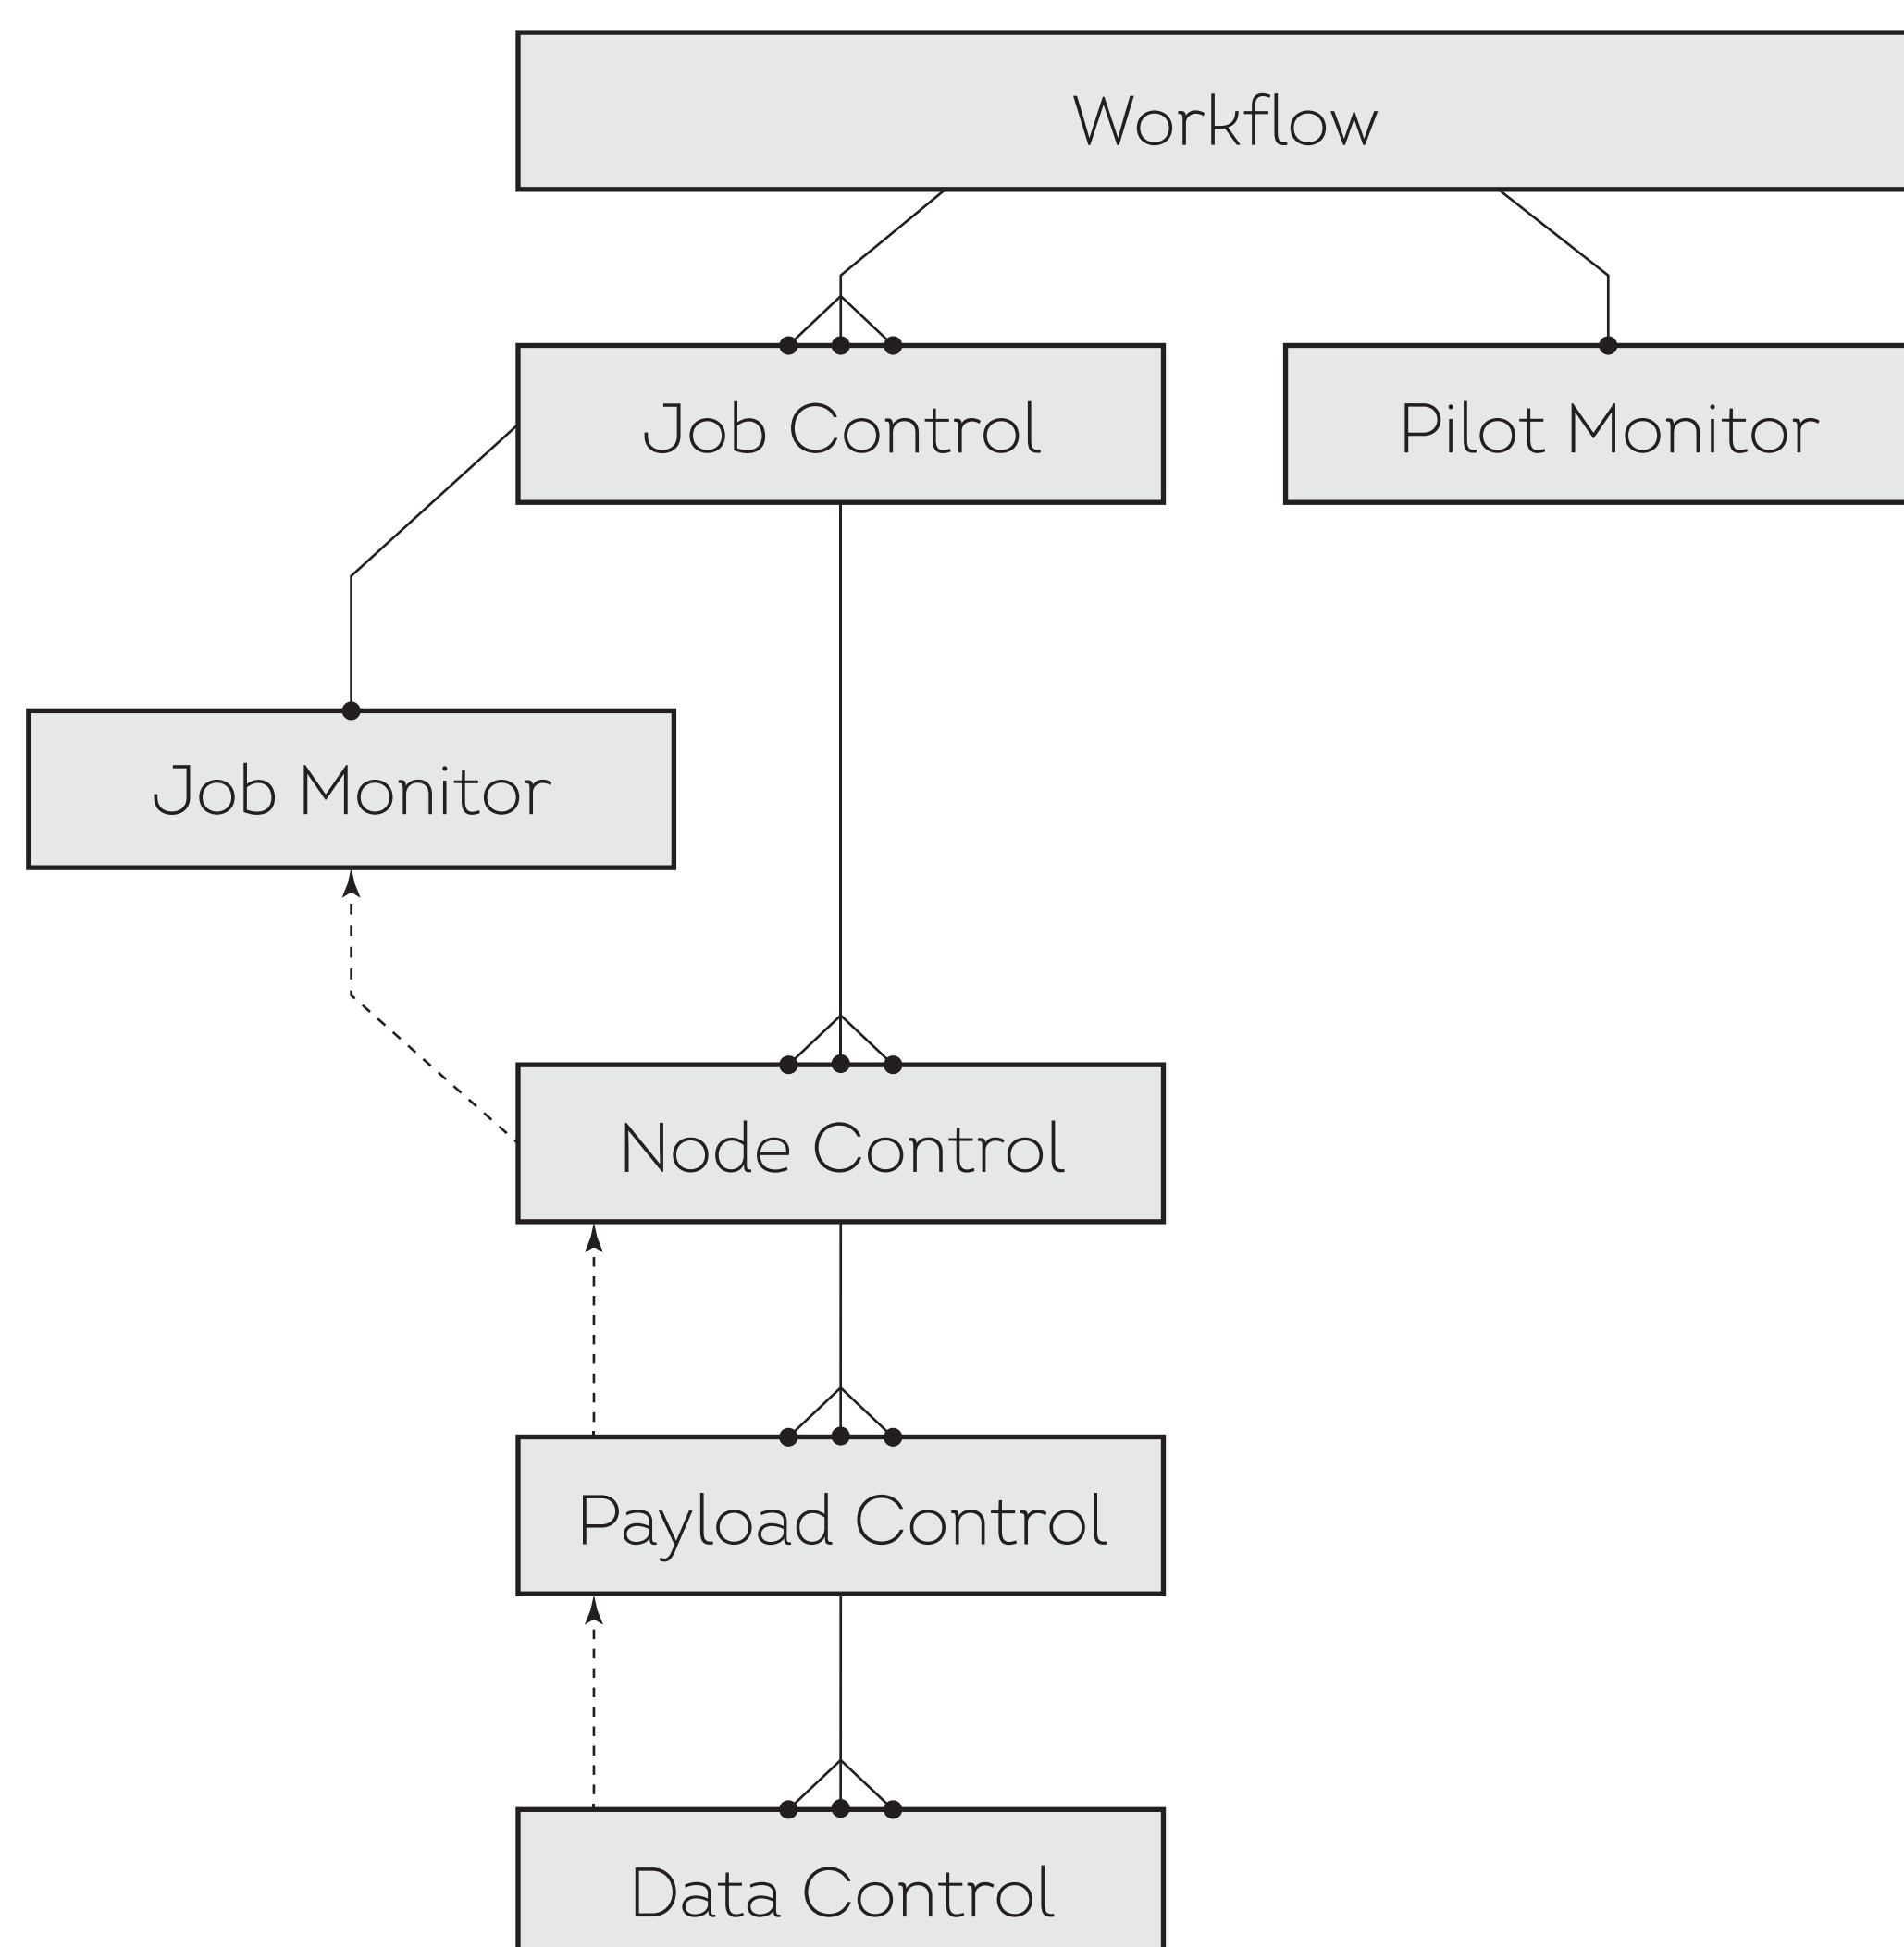 Workflow
Job Control
Pilot Monitor
Job Monitor
Node Control
Payload Control
Data Control